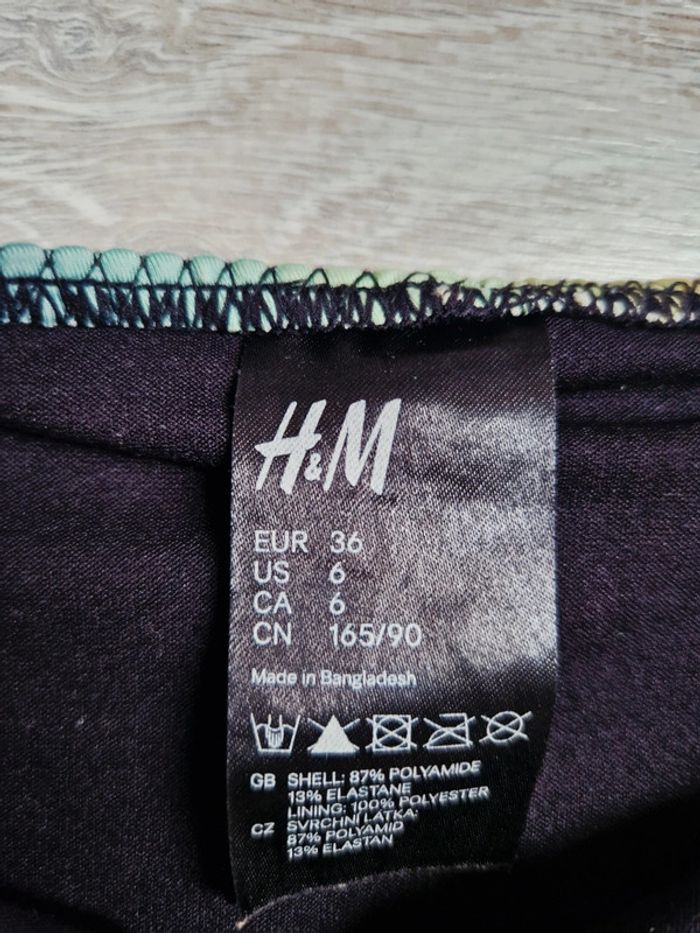 H&M
EUR 36
US 6
CA 6
CN 165/90
Made in Bangladesh
GB SHELL: 87% POLYAMIDE
13% ELASTANE
LINING: 100% POLYESTER
CZ SVRCHNÍ LÁTKA:
87% POLYAMID
13% ELASTAN